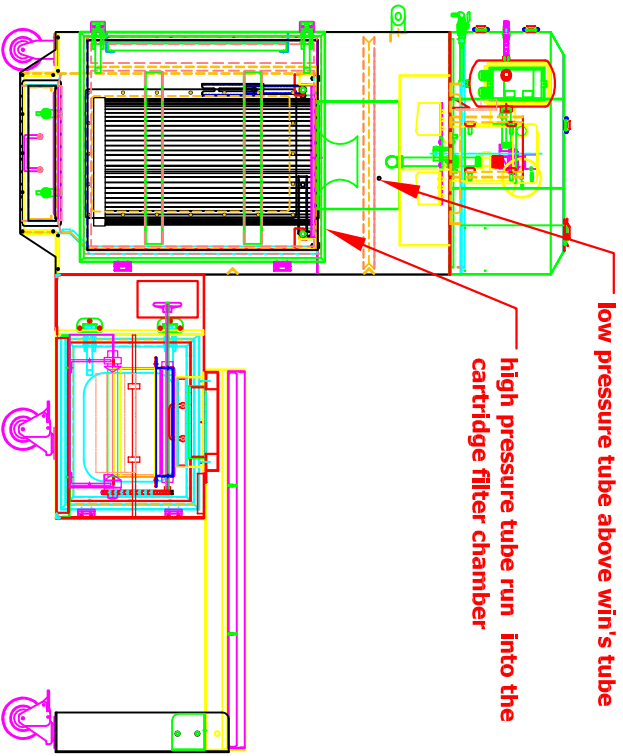 low pressure tube above win's tube
high pressure tube run into the
cartridge filter chamber